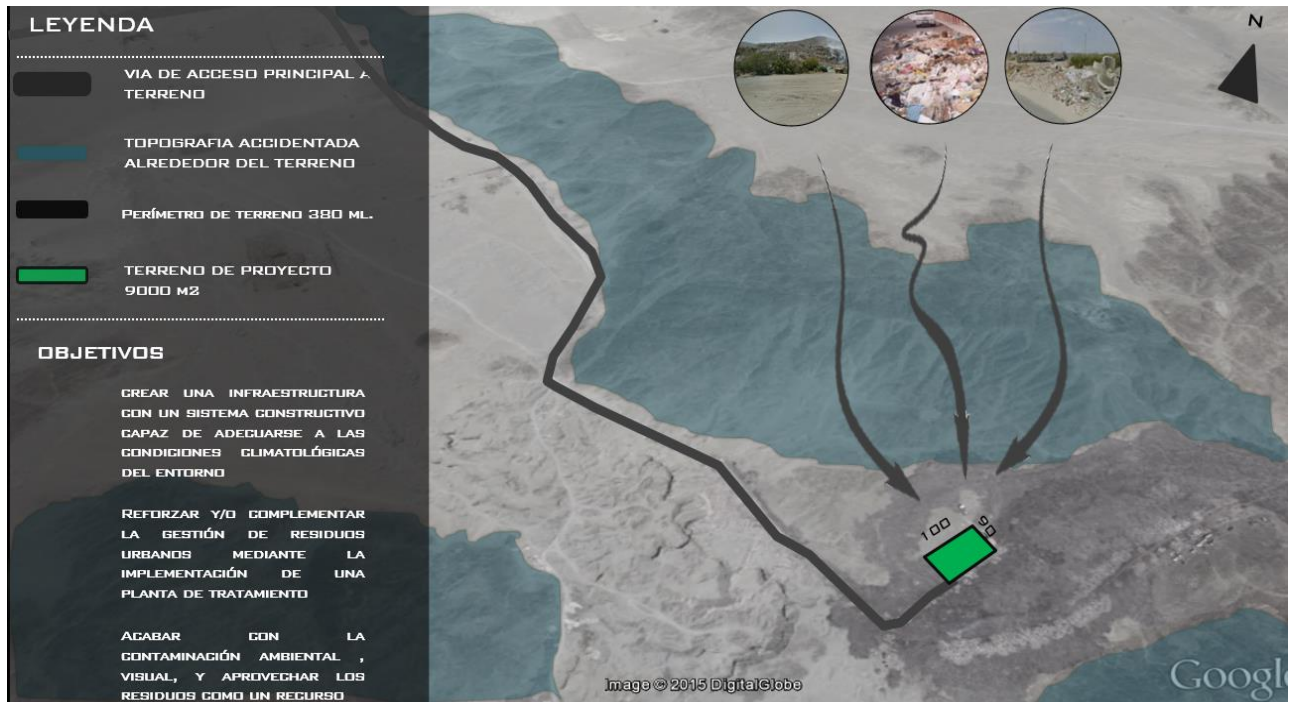 LEYENDA
VIA DE ACCESO PRINCIPAL A
TERRENO
TOPOGRAFIA ACCIDENTADA
ALREDEDOR DEL TERRENO
PERÍMETRO DE TERRENO 380 ML.
TERRENO DE PROYECTO
9000 M2
OBJETIVOS
CREAR UNA INFRAESTRUCTURA
CON UN SISTEMA CONSTRUCTIVO
CAPAZ DE ADECUARSE A LAS
CONDICIONES CLIMATOLÓGICAS
DEL ENTORNO
REFORZAR Y/O COMPLEMENTAR
LA GESTIÓN DE RESIDUOS
URBANOS MEDIANTE LA
IMPLEMENTACIÓN DE UNA
PLANTA DE TRATAMIENTO
ACABAR CON LA
CONTAMINACIÓN AMBIENTAL ,
VISUAL, Y APROVECHAR LOS
RESIDUOS COMO UN RECURSO
N
100
90
Image © 2015 DigitalGlobe
Google